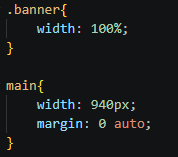 .banner{
    width: 100%;
}

main{
    width: 940px;
    margin: 0 auto;
}